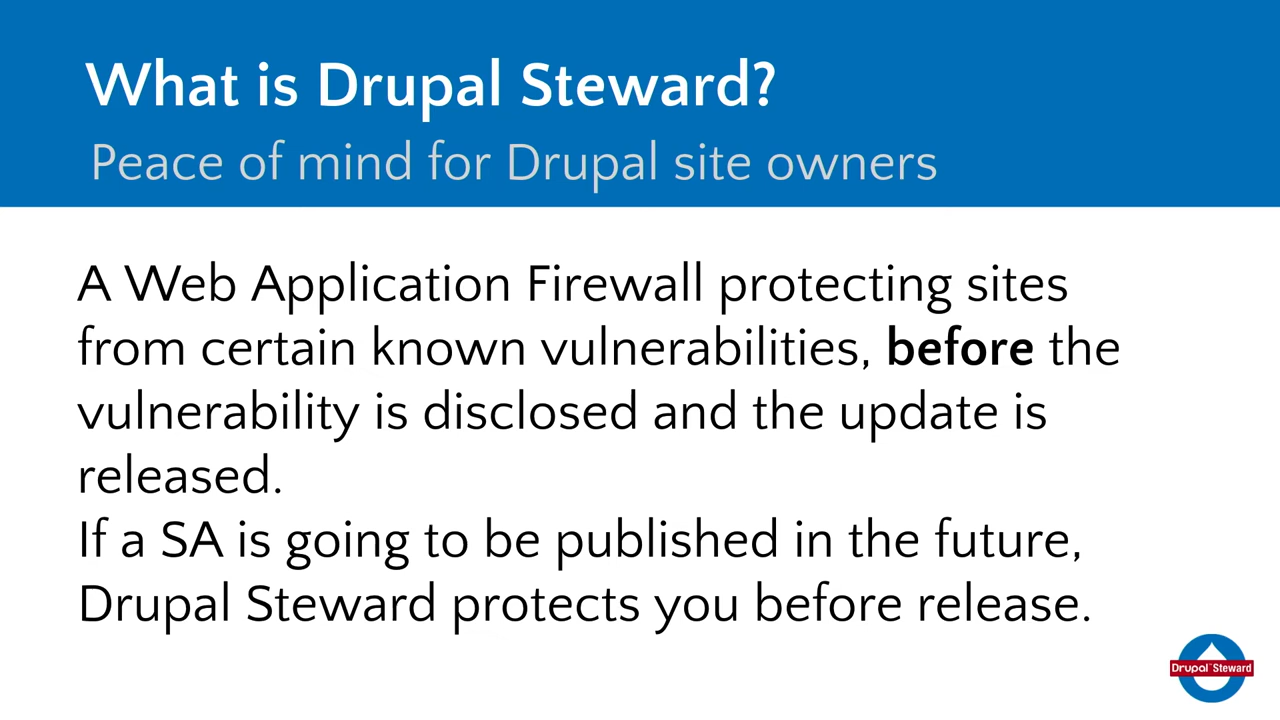 What is Drupal Steward?
Peace of mind for Drupal site owners
A Web Application Firewall protecting sites
from certain known vulnerabilities, before the
vulnerability is disclosed and the update is
released.
If a SA is going to be published in the future,
Drupal Steward protects you before release.
Drupal™Steward